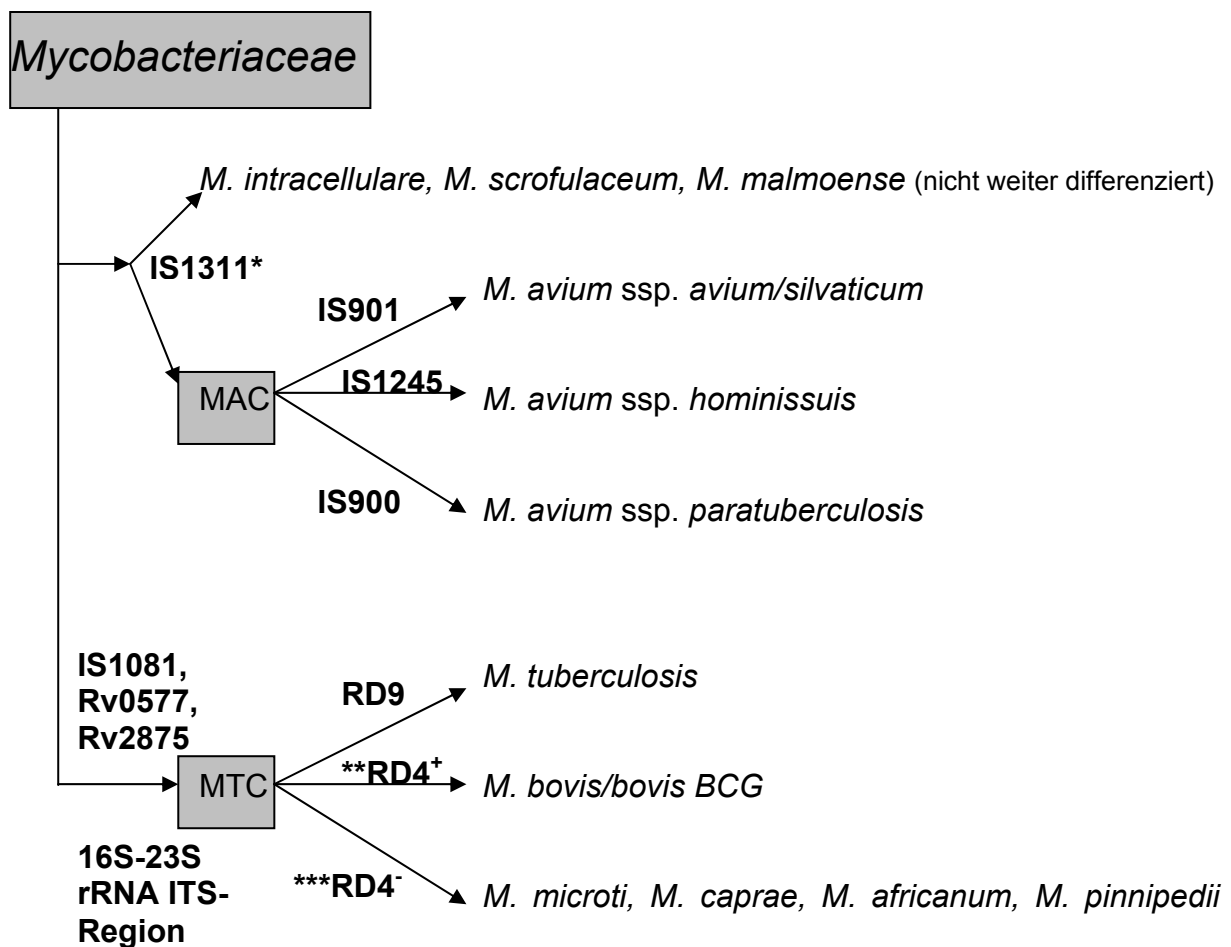 Mycobacteriaceae
M. intracellulare, M. scrofulaceum, M. malmoense (nicht weiter differenziert)
IS1311*
IS901
M. avium ssp. avium/silvaticum
MAC
IS1245
M. avium ssp. hominissuis
IS900
M. avium ssp. paratuberculosis
IS1081,
Rv0577,
Rv2875
RD9
M. tuberculosis
MTC
**RD4⁺
M. bovis/bovis BCG
16S-23S
rRNA ITS-
Region
***RD4⁻
M. microti, M. caprae, M. africanum, M. pinnipedii